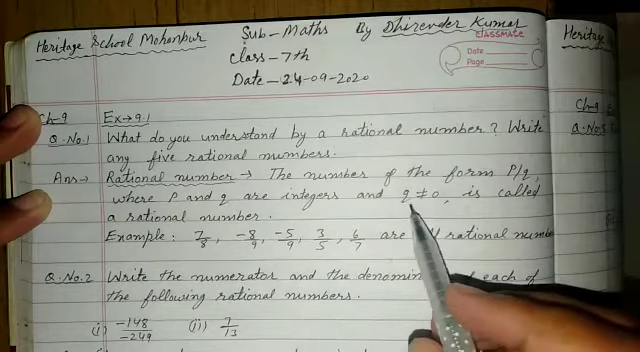 Heritage School Mohanpur Sub-Maths By Dhirender Kumar
CLASSMATE
Class-7th
Date
Page
Date-24-09-2020
Heritage
Ch-9 Ex→9.1
Q.No.1 What do you understand by a rational number? Write
any five rational numbers.
Ans→ Rational number → The number of the form P/q,
where P and q are integers and q ≠ 0, is called
a rational number.
Example: 7/8, -8/9, -5/9, 3/5, 6/7 are all rational number
Q.No.2 Write the numerator and the denomin of each of
the following rational numbers.
(i) -148/-249 (ii) 7/13
Ch-9
Q.No.